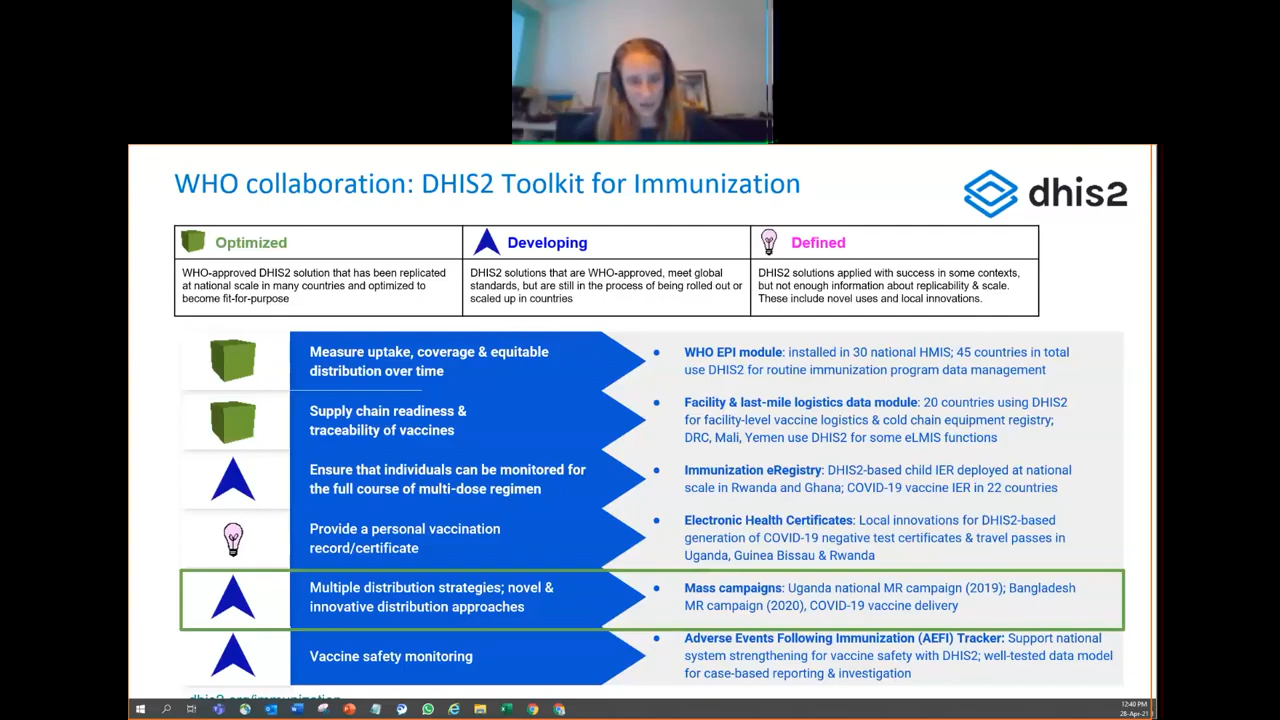 WHO collaboration: DHIS2 Toolkit for Immunization
dhis2
Optimized
Developing
Defined
WHO-approved DHIS2 solution that has been replicated
at national scale in many countries and optimized to
become fit-for-purpose
DHIS2 solutions that are WHO-approved, meet global
standards, but are still in the process of being rolled out or
scaled up in countries
DHIS2 solutions applied with success in some contexts,
but not enough information about replicability & scale.
These include novel uses and local innovations.
Measure uptake, coverage & equitable
distribution over time
WHO EPI module: installed in 30 national HMIS; 45 countries in total
use DHIS2 for routine immunization program data management
Supply chain readiness &
traceability of vaccines
Facility & last-mile logistics data module: 20 countries using DHIS2
for facility-level vaccine logistics & cold chain equipment registry;
DRC, Mali, Yemen use DHIS2 for some eLMIS functions
Ensure that individuals can be monitored for
the full course of multi-dose regimen
Immunization eRegistry: DHIS2-based child IER deployed at national
scale in Rwanda and Ghana; COVID-19 vaccine IER in 22 countries
Provide a personal vaccination
record/certificate
Electronic Health Certificates: Local innovations for DHIS2-based
generation of COVID-19 negative test certificates & travel passes in
Uganda, Guinea Bissau & Rwanda
Multiple distribution strategies; novel &
innovative distribution approaches
Mass campaigns: Uganda national MR campaign (2019); Bangladesh
MR campaign (2020), COVID-19 vaccine delivery
Vaccine safety monitoring
Adverse Events Following Immunization (AEFI) Tracker: Support national
system strengthening for vaccine safety with DHIS2; well-tested data model
for case-based reporting & investigation
dhis2.org/immunization
12:40 PM
28-Apr-21